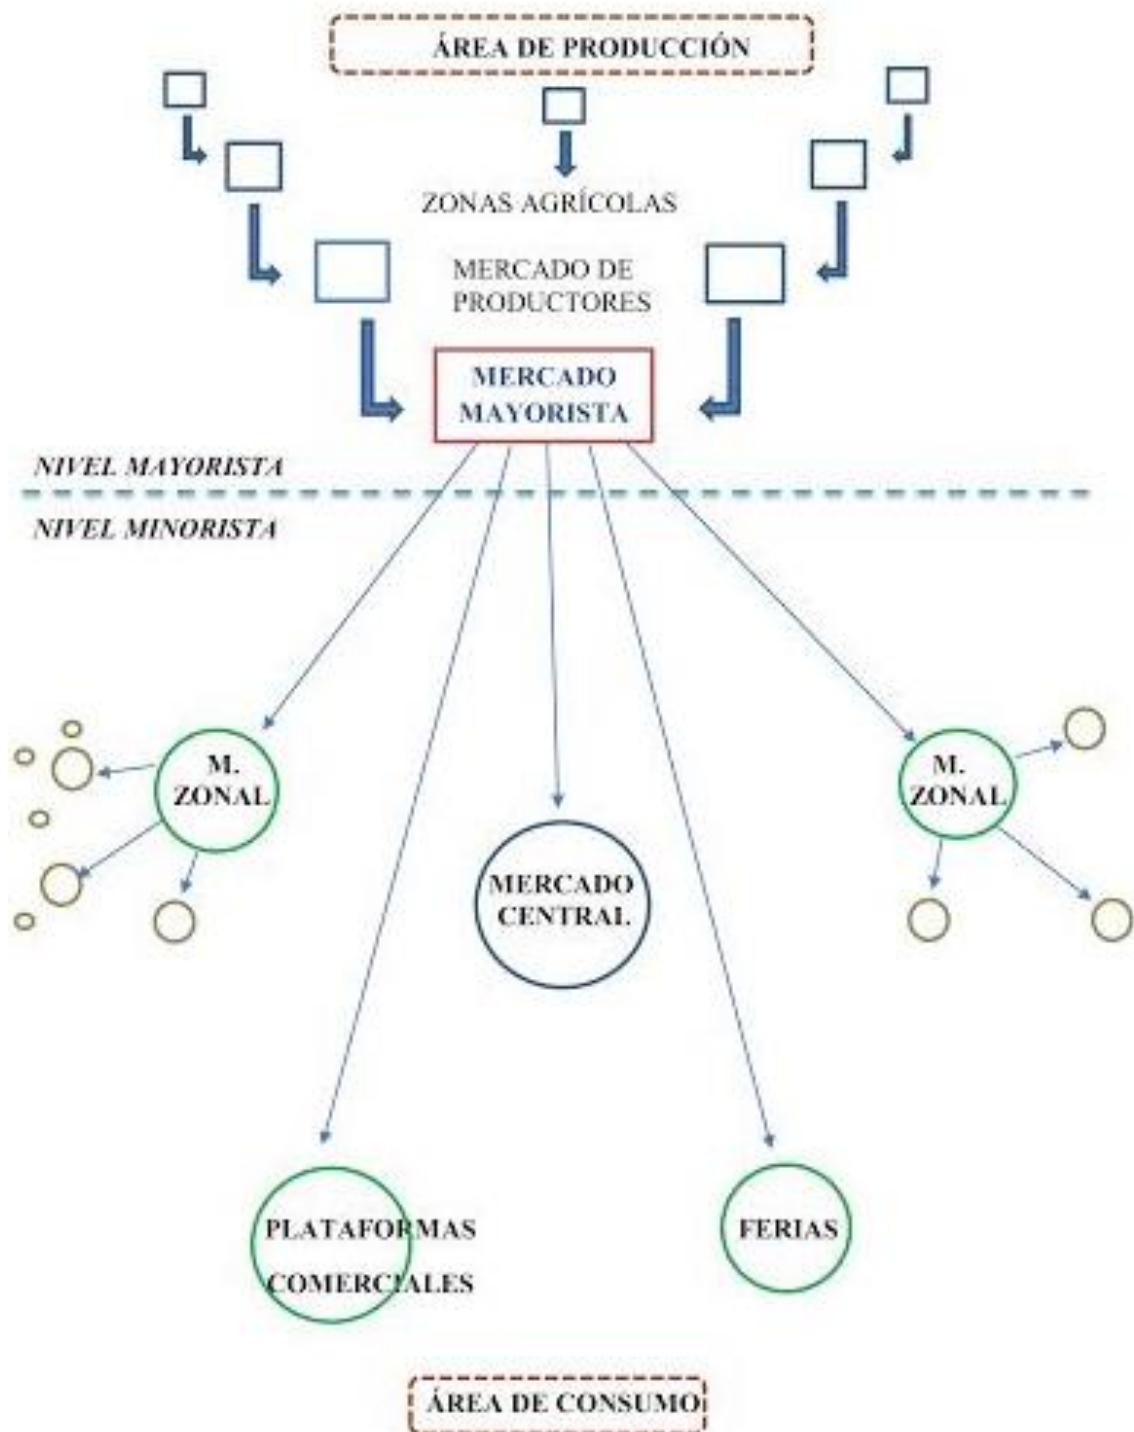 ÁREA DE PRODUCCIÓN
ZONAS AGRÍCOLAS
MERCADO DE
PRODUCTORES
MERCADO
MAYORISTA
NIVEL MAYORISTA
NIVEL MINORISTA
M.
ZONAL
M.
ZONAL
MERCADO
CENTRAL
PLATAFORMAS
COMERCIALES
FERIAS
ÁREA DE CONSUMO